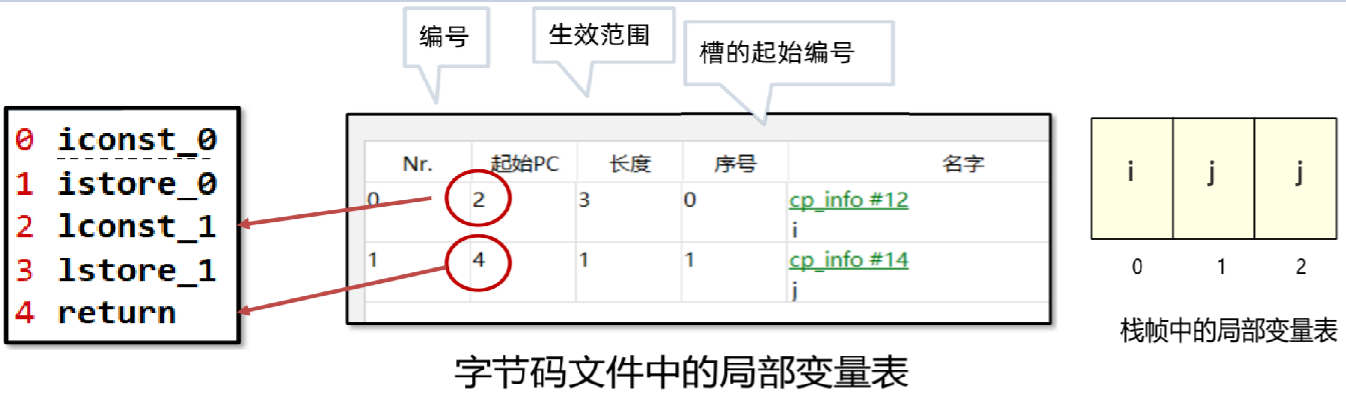 编号
生效范围
槽的起始编号
0 iconst_0
1 istore_0
2 lconst_1
3 lstore_1
4 return
Nr. 起始PC 长度 序号 名字
0 2 3 0 cp_info #12
i
1 4 1 1 cp_info #14
j
i j j
0 1 2
栈帧中的局部变量表
字节码文件中的局部变量表